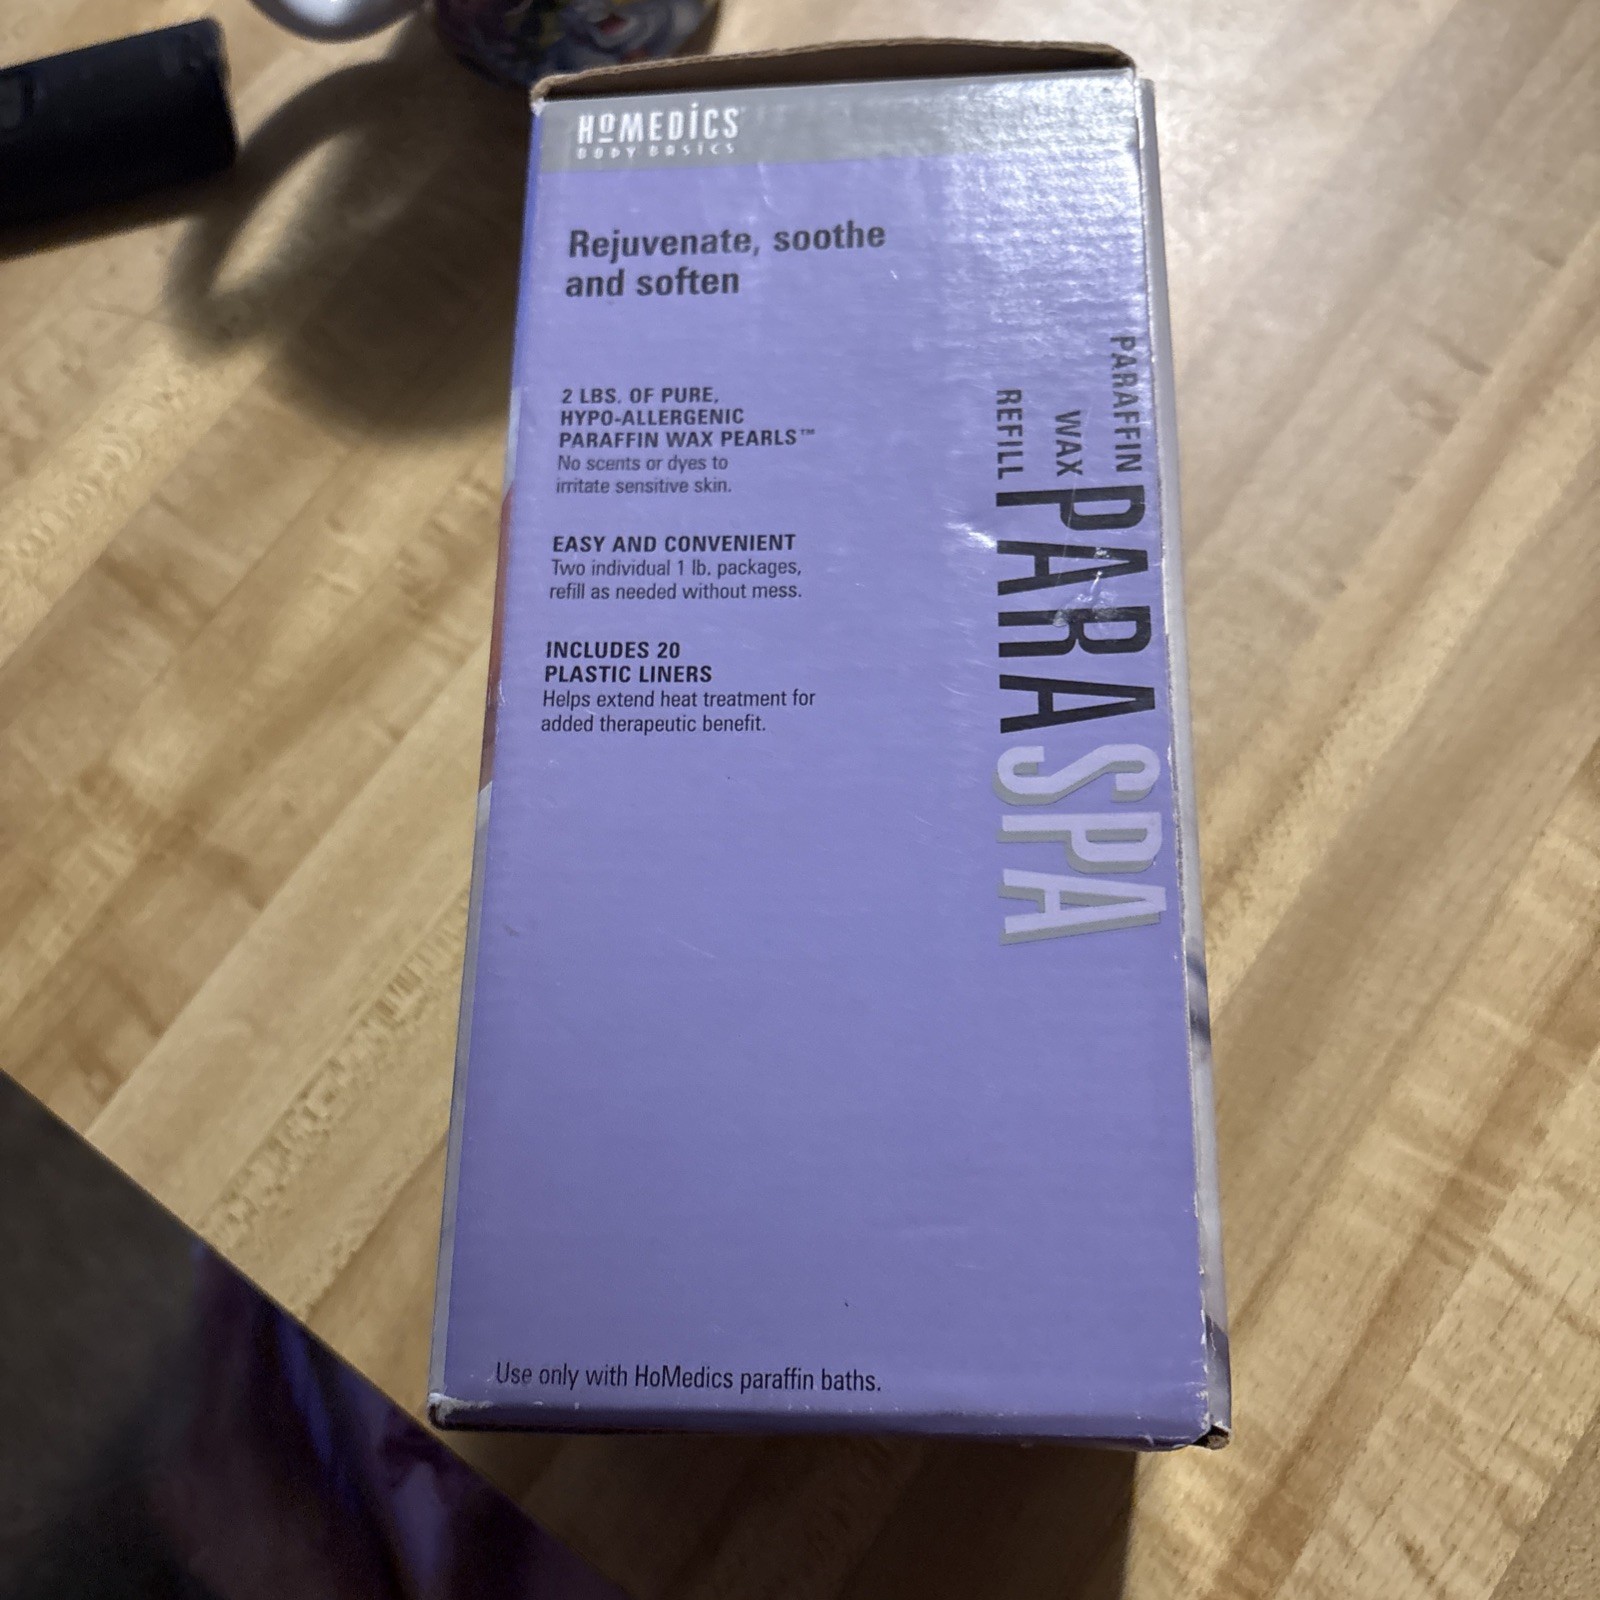 HoMEDICS
BODY BASICS
Rejuvenate, soothe
and soften
2 LBS. OF PURE,
HYPO-ALLERGENIC
PARAFFIN WAX PEARLS™
No scents or dyes to
irritate sensitive skin.
EASY AND CONVENIENT
Two individual 1 lb. packages,
refill as needed without mess.
INCLUDES 20
PLASTIC LINERS
Helps extend heat treatment for
added therapeutic benefit.
PARAFFIN
WAX
REFILL
PARASPA
Use only with HoMedics paraffin baths.